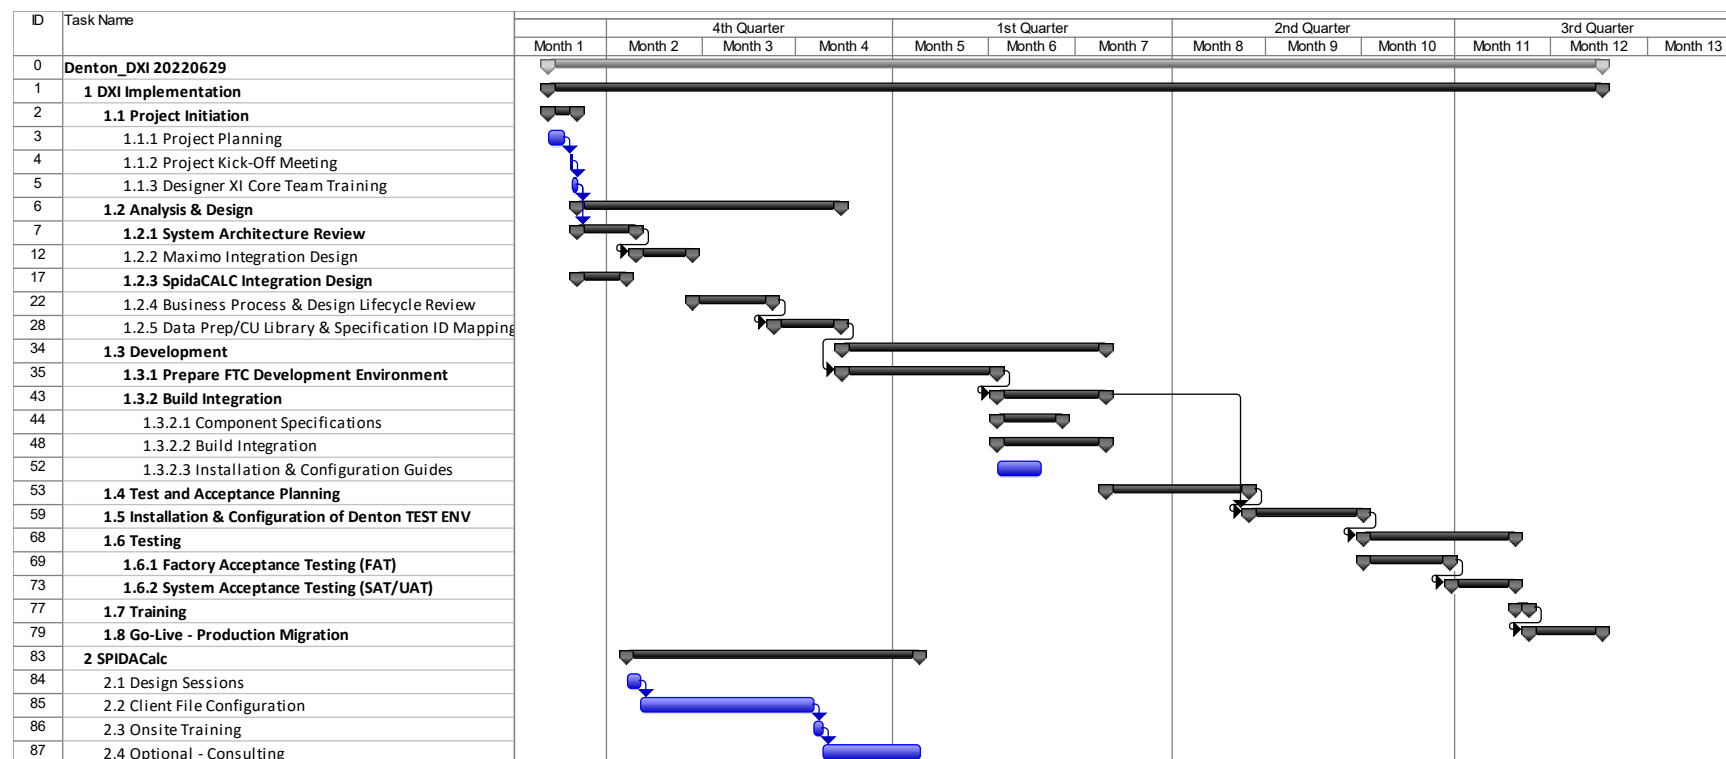 ID Task Name
4th Quarter 1st Quarter 2nd Quarter 3rd Quarter
Month 1 Month 2 Month 3 Month 4 Month 5 Month 6 Month 7 Month 8 Month 9 Month 10 Month 11 Month 12 Month 13
0 Denton_DXI 20220629
1 1 DXI Implementation
2 1.1 Project Initiation
3 1.1.1 Project Planning
4 1.1.2 Project Kick-Off Meeting
5 1.1.3 Designer XI Core Team Training
6 1.2 Analysis & Design
7 1.2.1 System Architecture Review
12 1.2.2 Maximo Integration Design
17 1.2.3 SpidaCALC Integration Design
22 1.2.4 Business Process & Design Lifecycle Review
28 1.2.5 Data Prep/CU Library & Specification ID Mapping
34 1.3 Development
35 1.3.1 Prepare FTC Development Environment
43 1.3.2 Build Integration
44 1.3.2.1 Component Specifications
48 1.3.2.2 Build Integration
52 1.3.2.3 Installation & Configuration Guides
53 1.4 Test and Acceptance Planning
59 1.5 Installation & Configuration of Denton TEST ENV
68 1.6 Testing
69 1.6.1 Factory Acceptance Testing (FAT)
73 1.6.2 System Acceptance Testing (SAT/UAT)
77 1.7 Training
79 1.8 Go-Live - Production Migration
83 2 SPIDACalc
84 2.1 Design Sessions
85 2.2 Client File Configuration
86 2.3 Onsite Training
87 2.4 Optional - Consulting